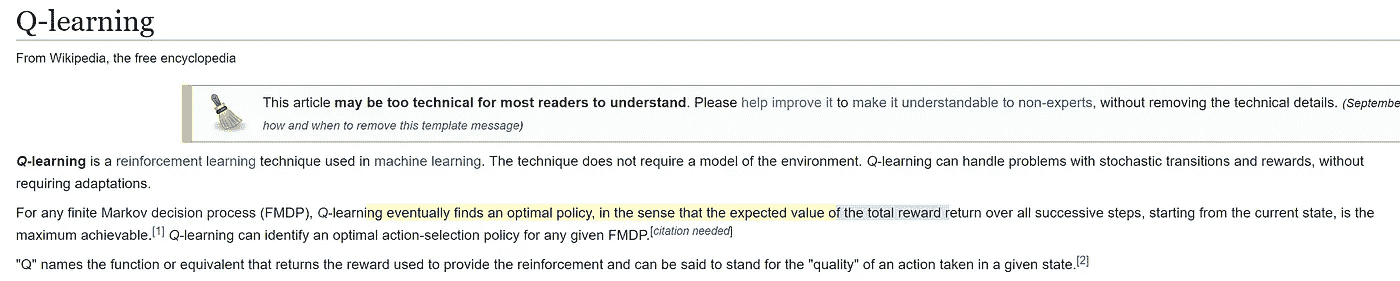 Q-learning
From Wikipedia, the free encyclopedia
This article may be too technical for most readers to understand. Please help improve it to make it understandable to non-experts, without removing the technical details. (Septembe
how and when to remove this template message)
Q-learning is a reinforcement learning technique used in machine learning. The technique does not require a model of the environment. Q-learning can handle problems with stochastic transitions and rewards, without
requiring adaptations.
For any finite Markov decision process (FMDP), Q-learning eventually finds an optimal policy, in the sense that the expected value of the total reward return over all successive steps, starting from the current state, is the
maximum achievable.[1] Q-learning can identify an optimal action-selection policy for any given FMDP.[citation needed]
"Q" names the function or equivalent that returns the reward used to provide the reinforcement and can be said to stand for the "quality" of an action taken in a given state.[2]